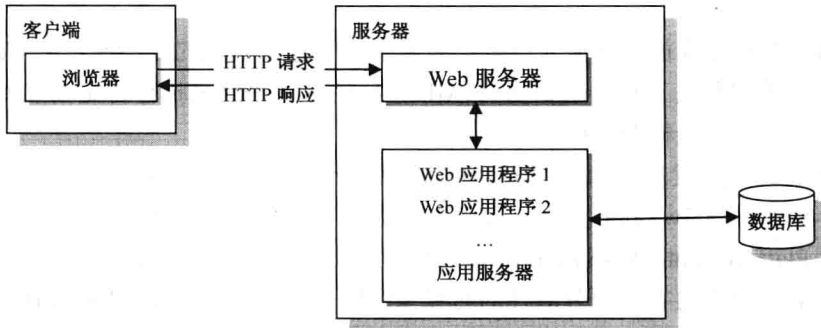 客户端
浏览器
HTTP 请求
HTTP 响应
服务器
Web 服务器
Web 应用程序 1
Web 应用程序 2
…
应用服务器
数据库